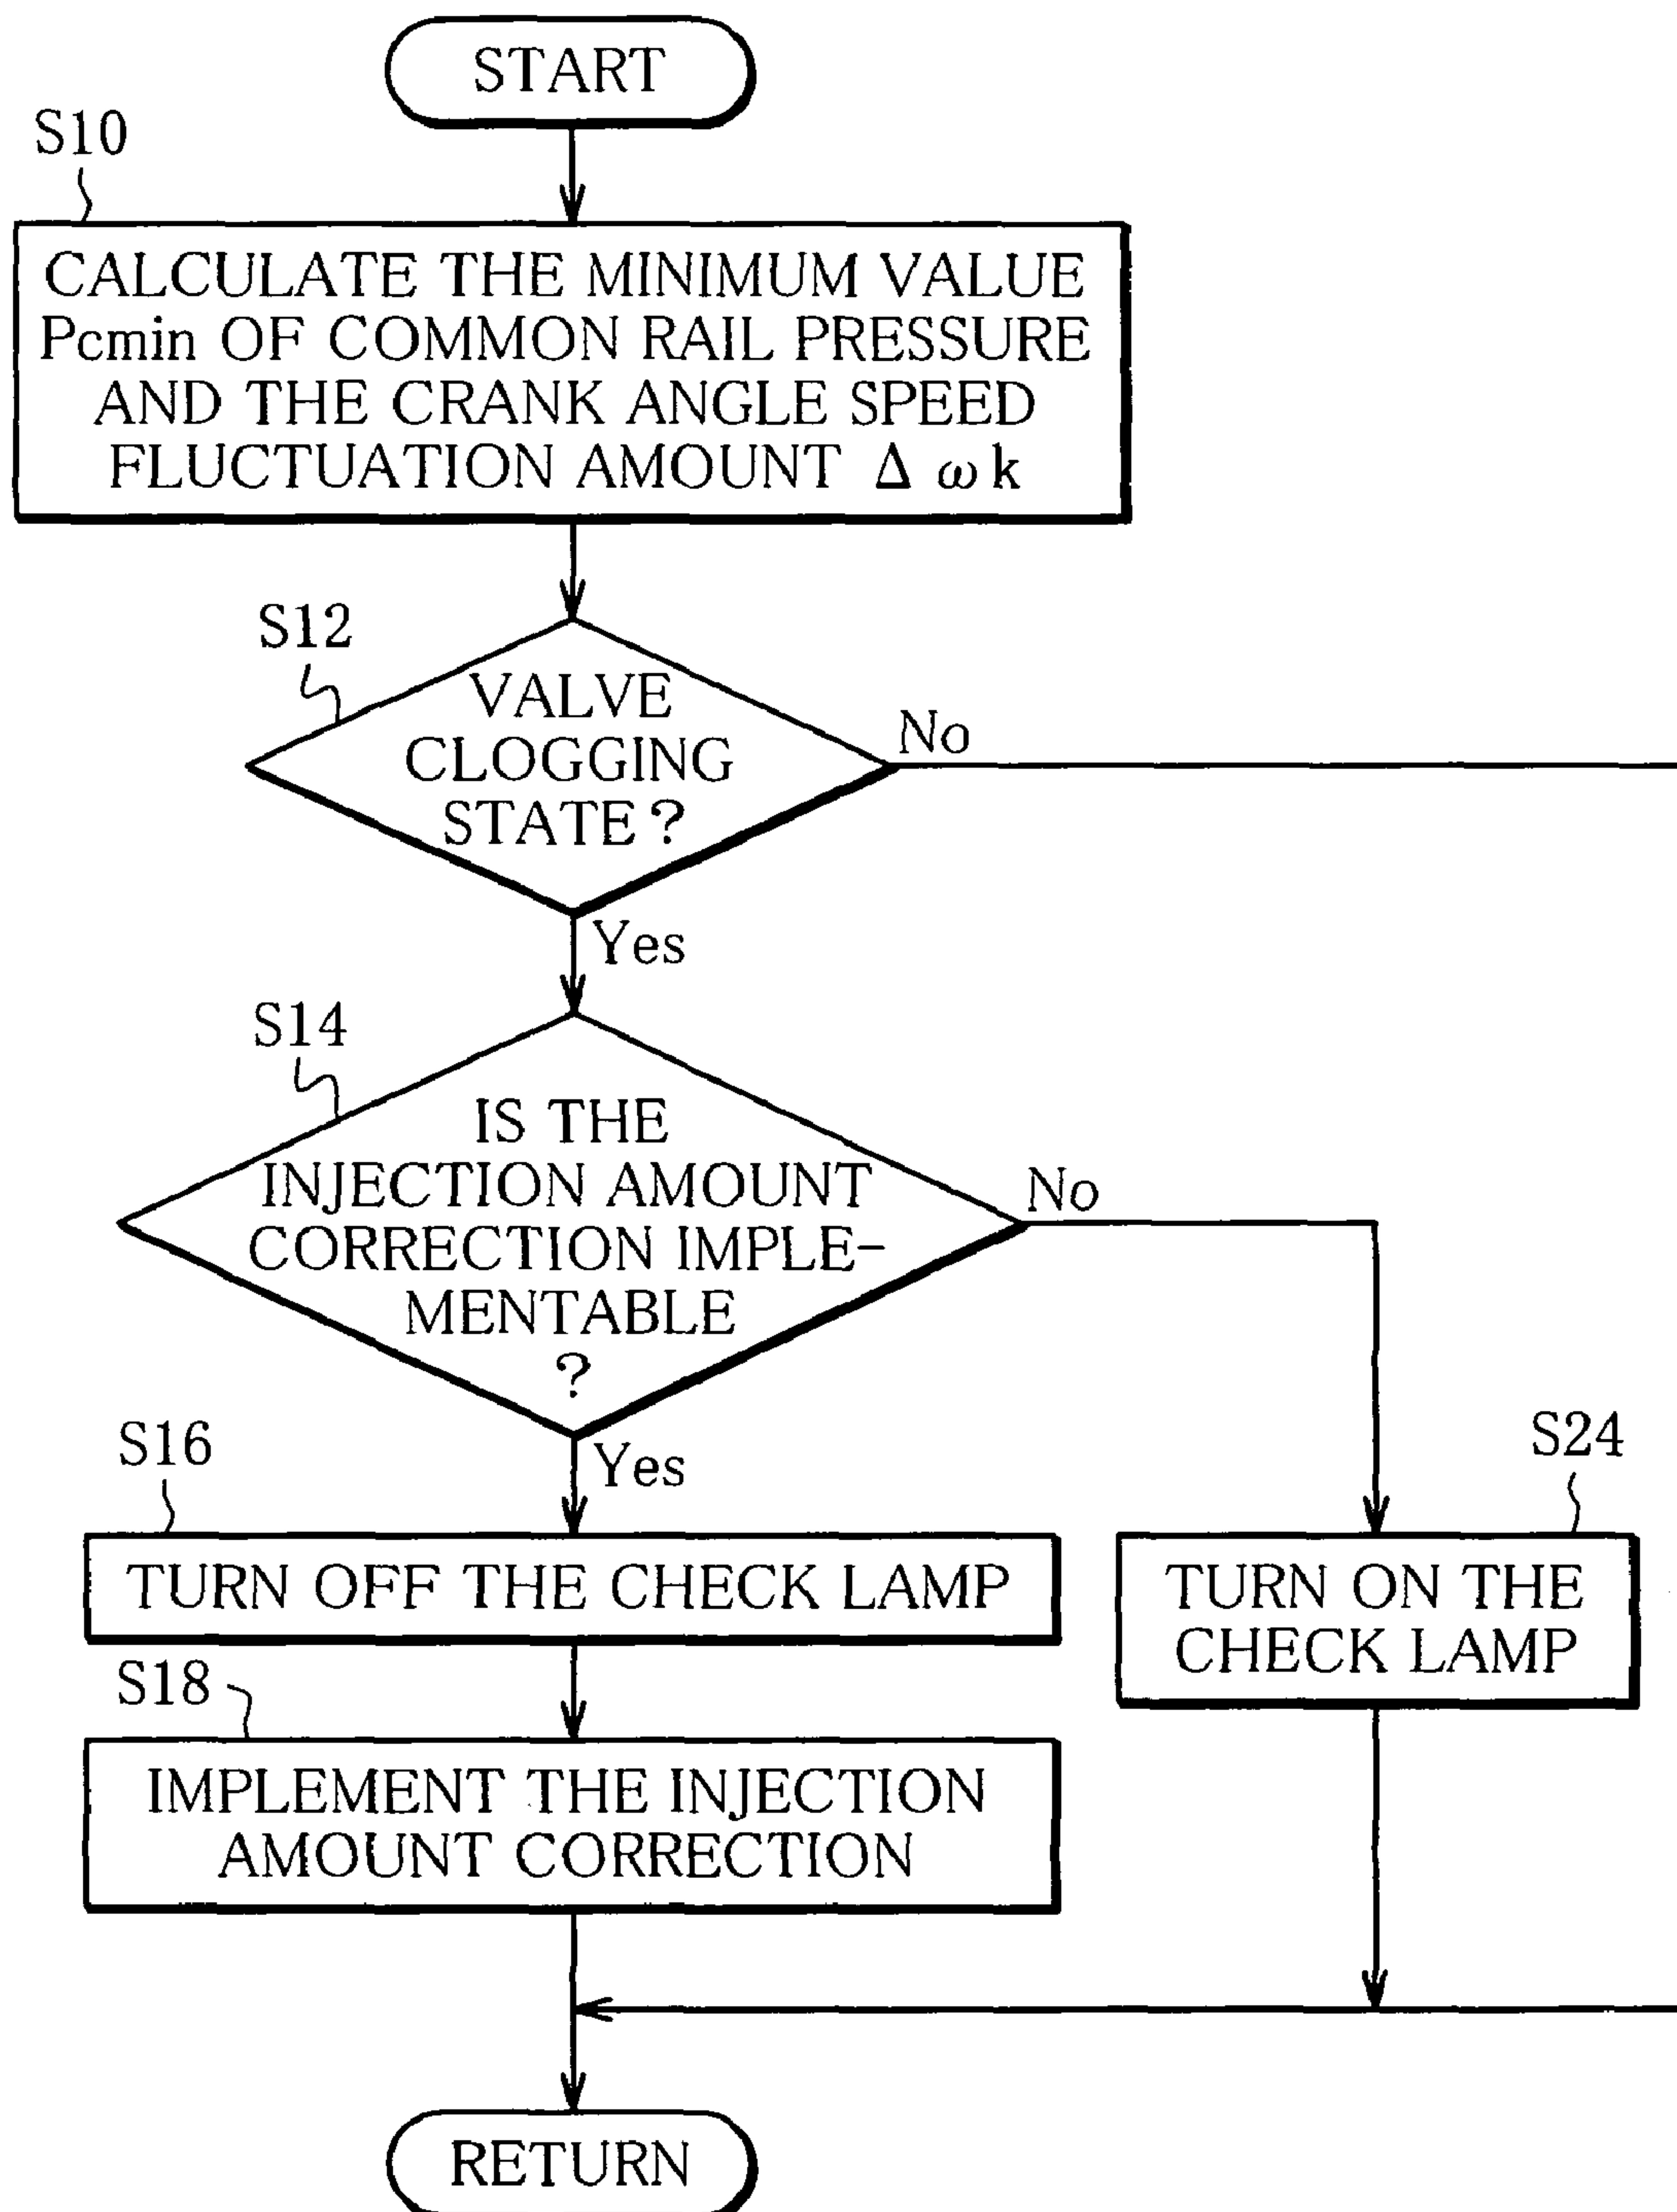 START
S10
CALCULATE THE MINIMUM VALUE
Pcmin OF COMMON RAIL PRESSURE
AND THE CRANK ANGLE SPEED
FLUCTUATION AMOUNT Δ ω k
S12
VALVE
CLOGGING
STATE ?
No
Yes
S14
IS THE
INJECTION AMOUNT
CORRECTION IMPLE-
MENTABLE
?
No
Yes
S16
TURN OFF THE CHECK LAMP
S24
TURN ON THE
CHECK LAMP
S18
IMPLEMENT THE INJECTION
AMOUNT CORRECTION
RETURN